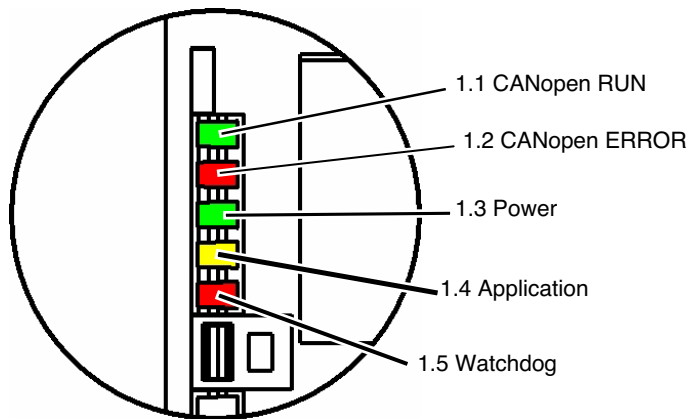 1.1 CANopen RUN
1.2 CANopen ERROR
1.3 Power
1.4 Application
1.5 Watchdog